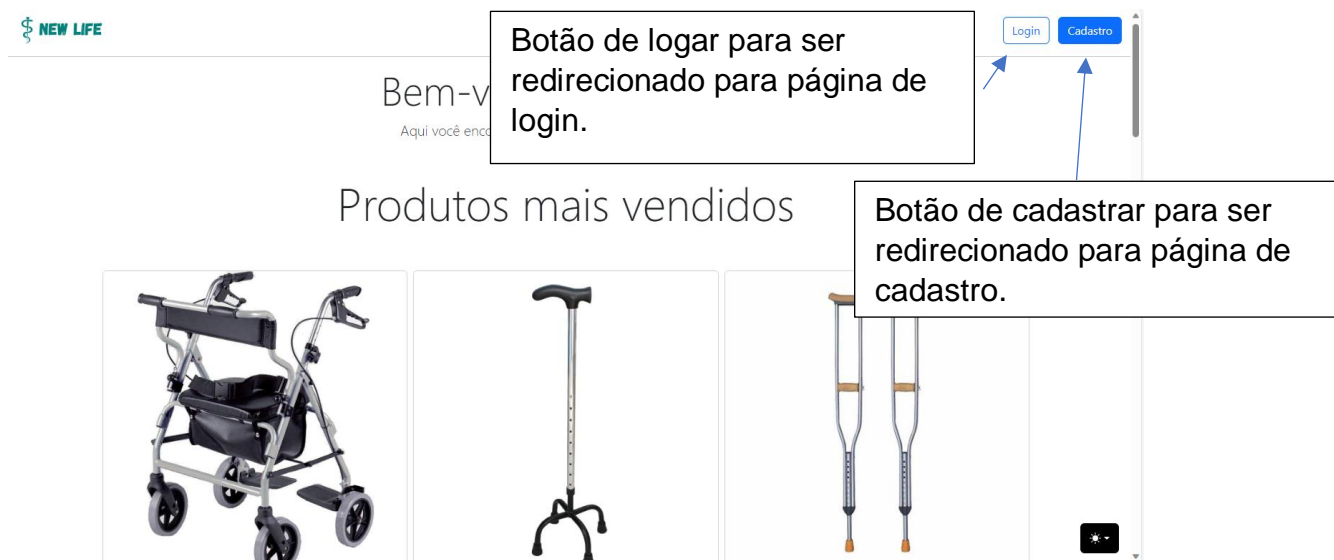 NEW LIFE
Login
Cadastro
Botão de logar para ser
redirecionado para página de
login.
Bem-v
Aqui você enco
Produtos mais vendidos
Botão de cadastrar para ser
redirecionado para página de
cadastro.